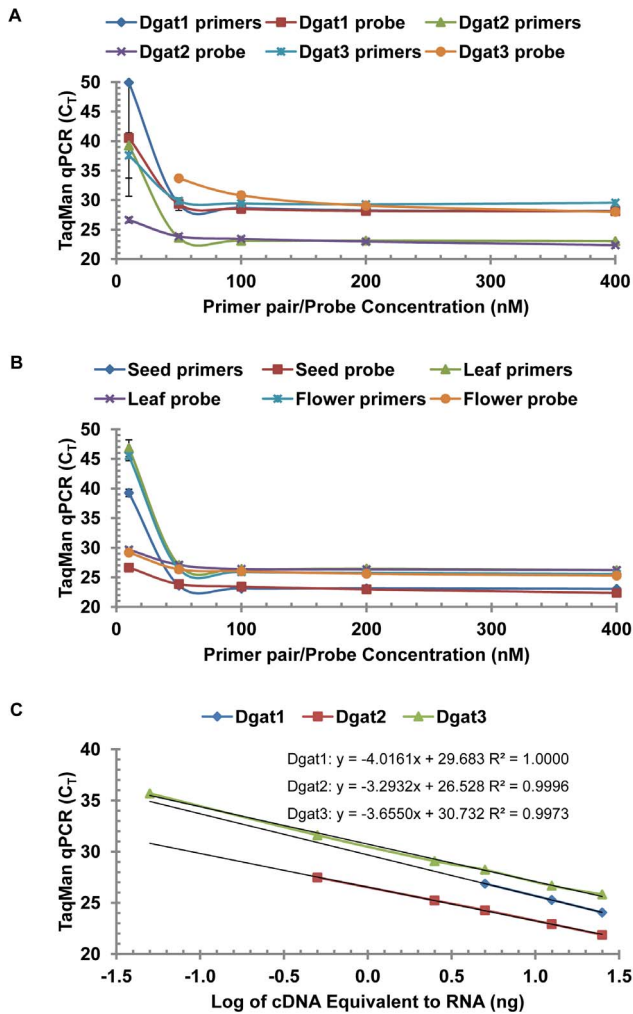 A
Dgat1 primers Dgat1 probe Dgat2 primers
Dgat2 probe Dgat3 primers Dgat3 probe
TaqMan qPCR (CT)
50
45
40
35
30
25
20
0 100 200 300 400
Primer pair/Probe Concentration (nM)
B
Seed primers Seed probe Leaf primers
Leaf probe Flower primers Flower probe
TaqMan qPCR (CT)
50
45
40
35
30
25
20
0 100 200 300 400
Primer pair/Probe Concentration (nM)
C
Dgat1 Dgat2 Dgat3
TaqMan qPCR (CT)
40
35
30
25
20
Dgat1: y = -4.0161x + 29.683 R² = 1.0000
Dgat2: y = -3.2932x + 26.528 R² = 0.9996
Dgat3: y = -3.6550x + 30.732 R² = 0.9973
-1.5 -1.0 -0.5 0.0 0.5 1.0 1.5
Log of cDNA Equivalent to RNA (ng)